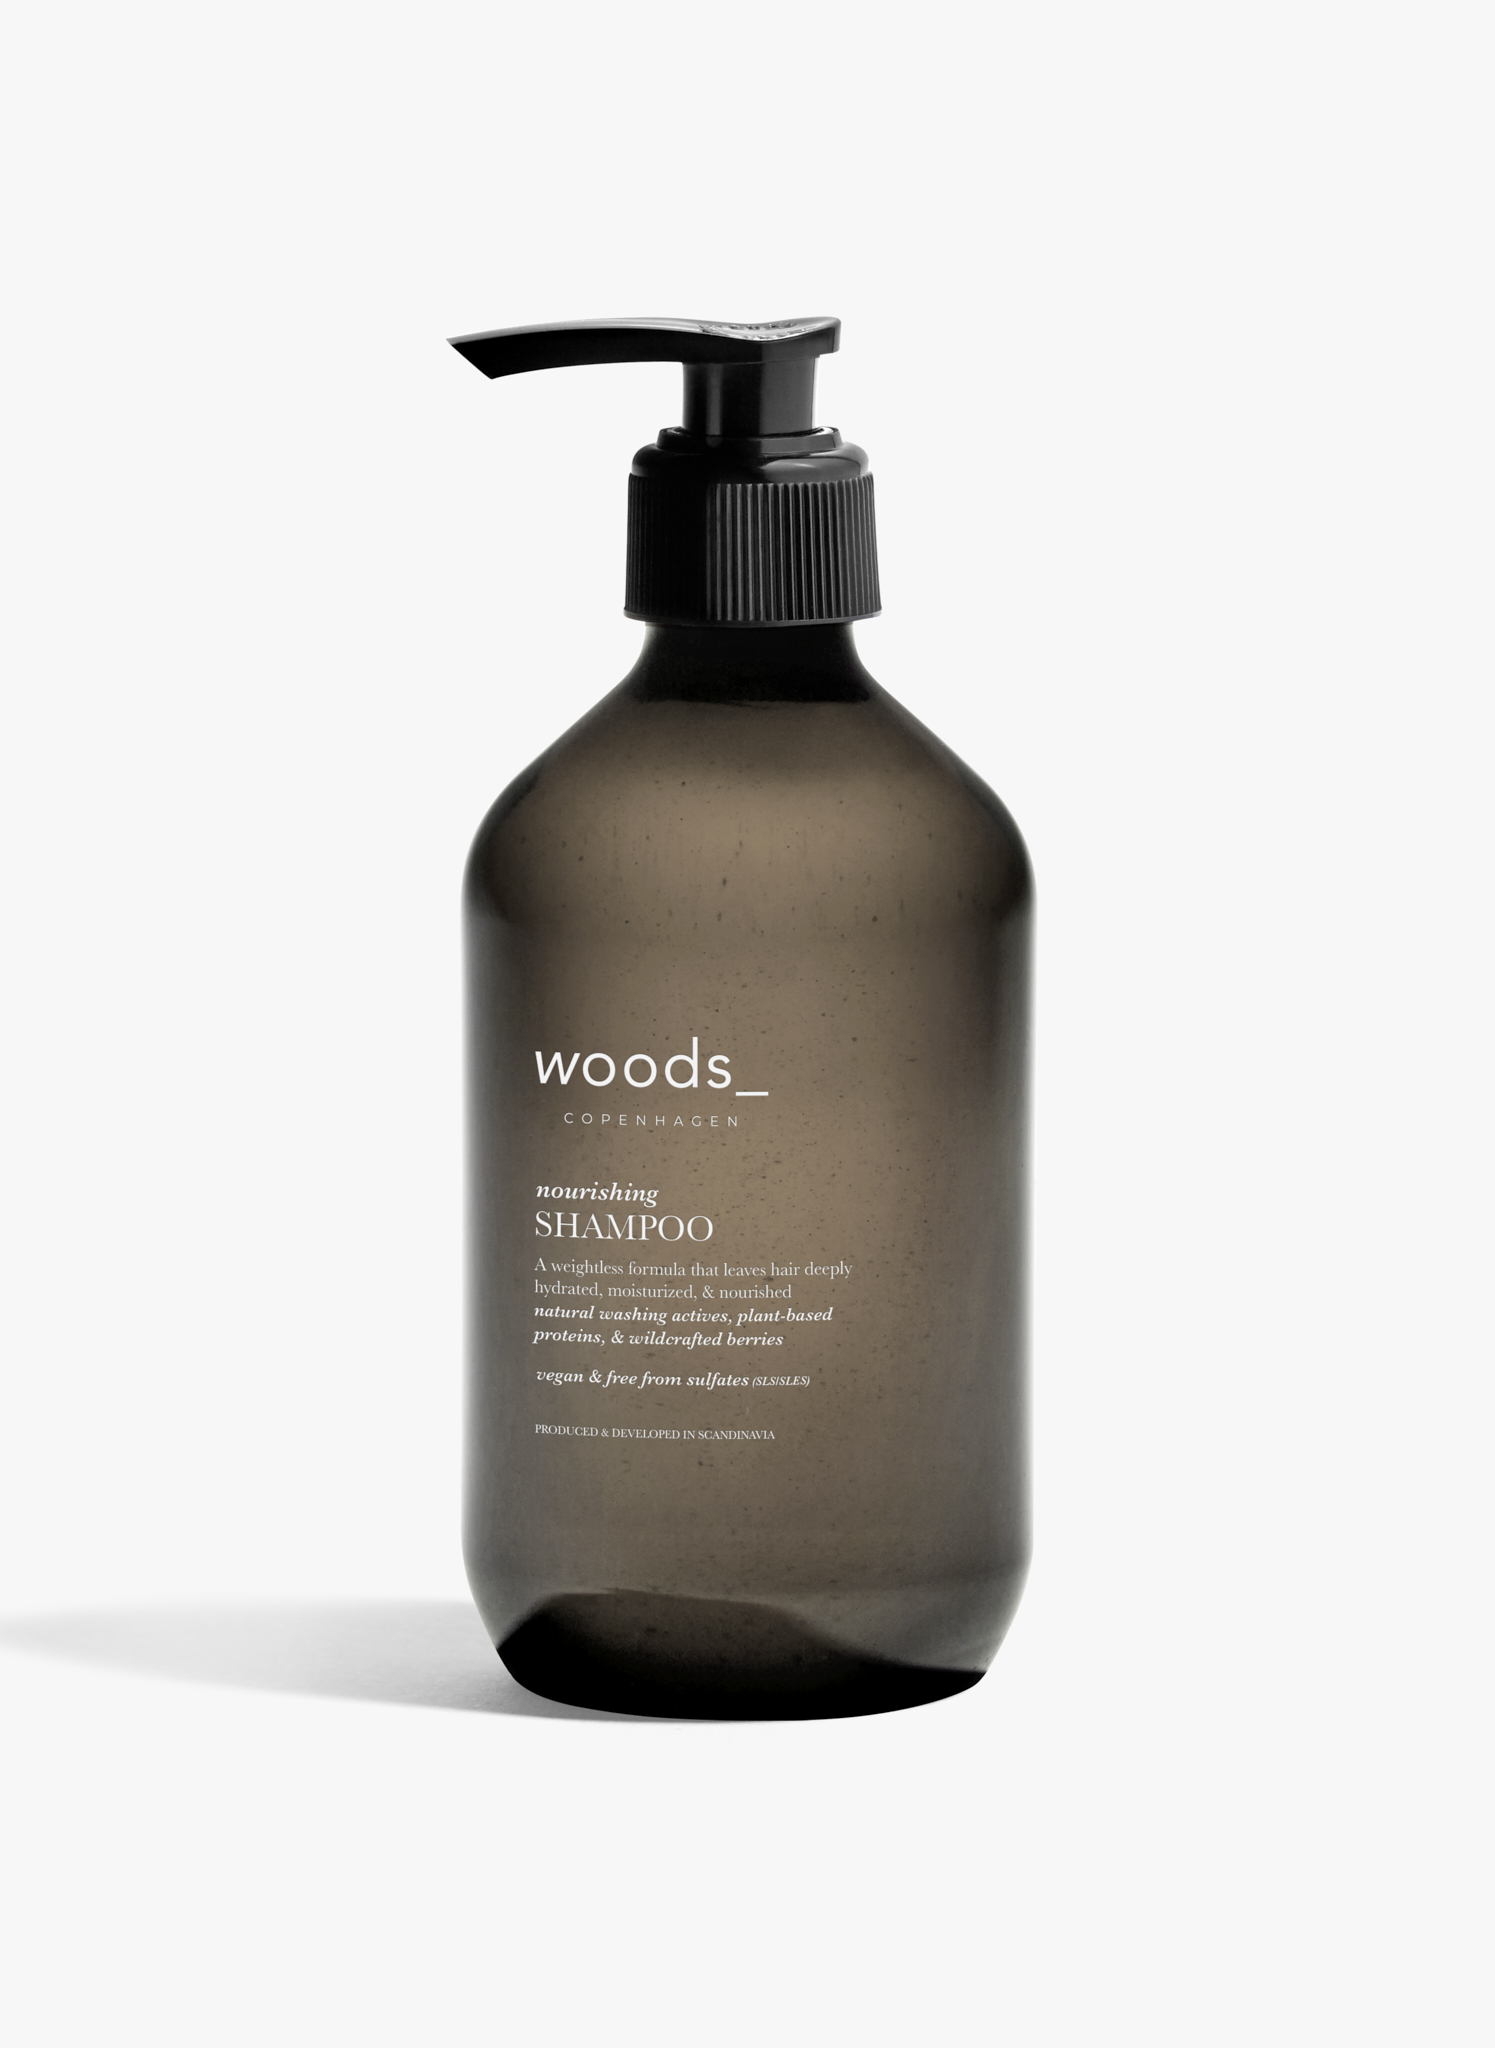 woods_
COPENHAGEN
nourishing
SHAMPOO
A weightless formula that leaves hair deeply
hydrated, moisturized, & nourished
natural washing actives, plant-based
proteins, & wildcrafted berries
vegan & free from sulfates (SLS/SLES)
PRODUCED & DEVELOPED IN SCANDINAVIA